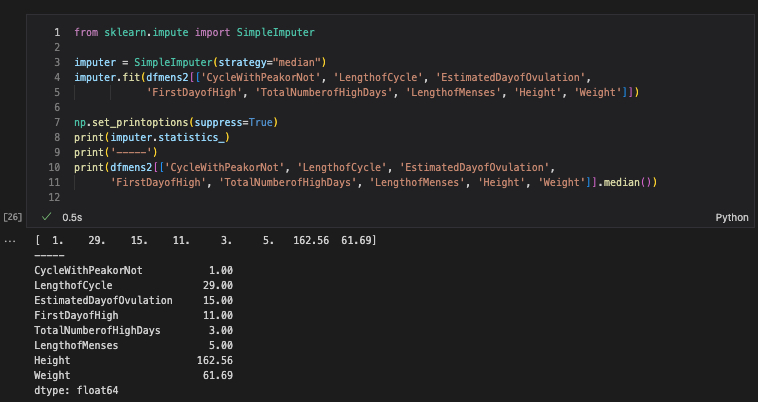 1 from sklearn.impute import SimpleImputer
2
3 imputer = SimpleImputer(strategy="median")
4 imputer.fit(dfmens2[['CycleWithPeakorNot', 'LengthofCycle', 'EstimatedDayofOvulation',
5 'FirstDayofHigh', 'TotalNumberofHighDays', 'LengthofMenses', 'Height', 'Weight']])
6
7 np.set_printoptions(suppress=True)
8 print(imputer.statistics_)
9 print('-----')
10 print(dfmens2[['CycleWithPeakorNot', 'LengthofCycle', 'EstimatedDayofOvulation',
11 'FirstDayofHigh', 'TotalNumberofHighDays', 'LengthofMenses', 'Height', 'Weight']].median())
12
[26] ✓ 0.5s Python
... [ 1. 29. 15. 11. 3. 5. 162.56 61.69]
-----
CycleWithPeakorNot 1.00
LengthofCycle 29.00
EstimatedDayofOvulation 15.00
FirstDayofHigh 11.00
TotalNumberofHighDays 3.00
LengthofMenses 5.00
Height 162.56
Weight 61.69
dtype: float64